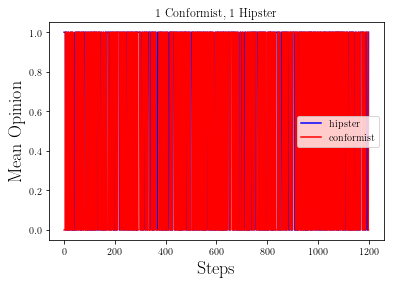 1 Conformist, 1 Hipster
Mean Opinion
1.0
0.8
0.6
0.4
0.2
0.0
hipster
conformist
0 200 400 600 800 1000 1200
Steps